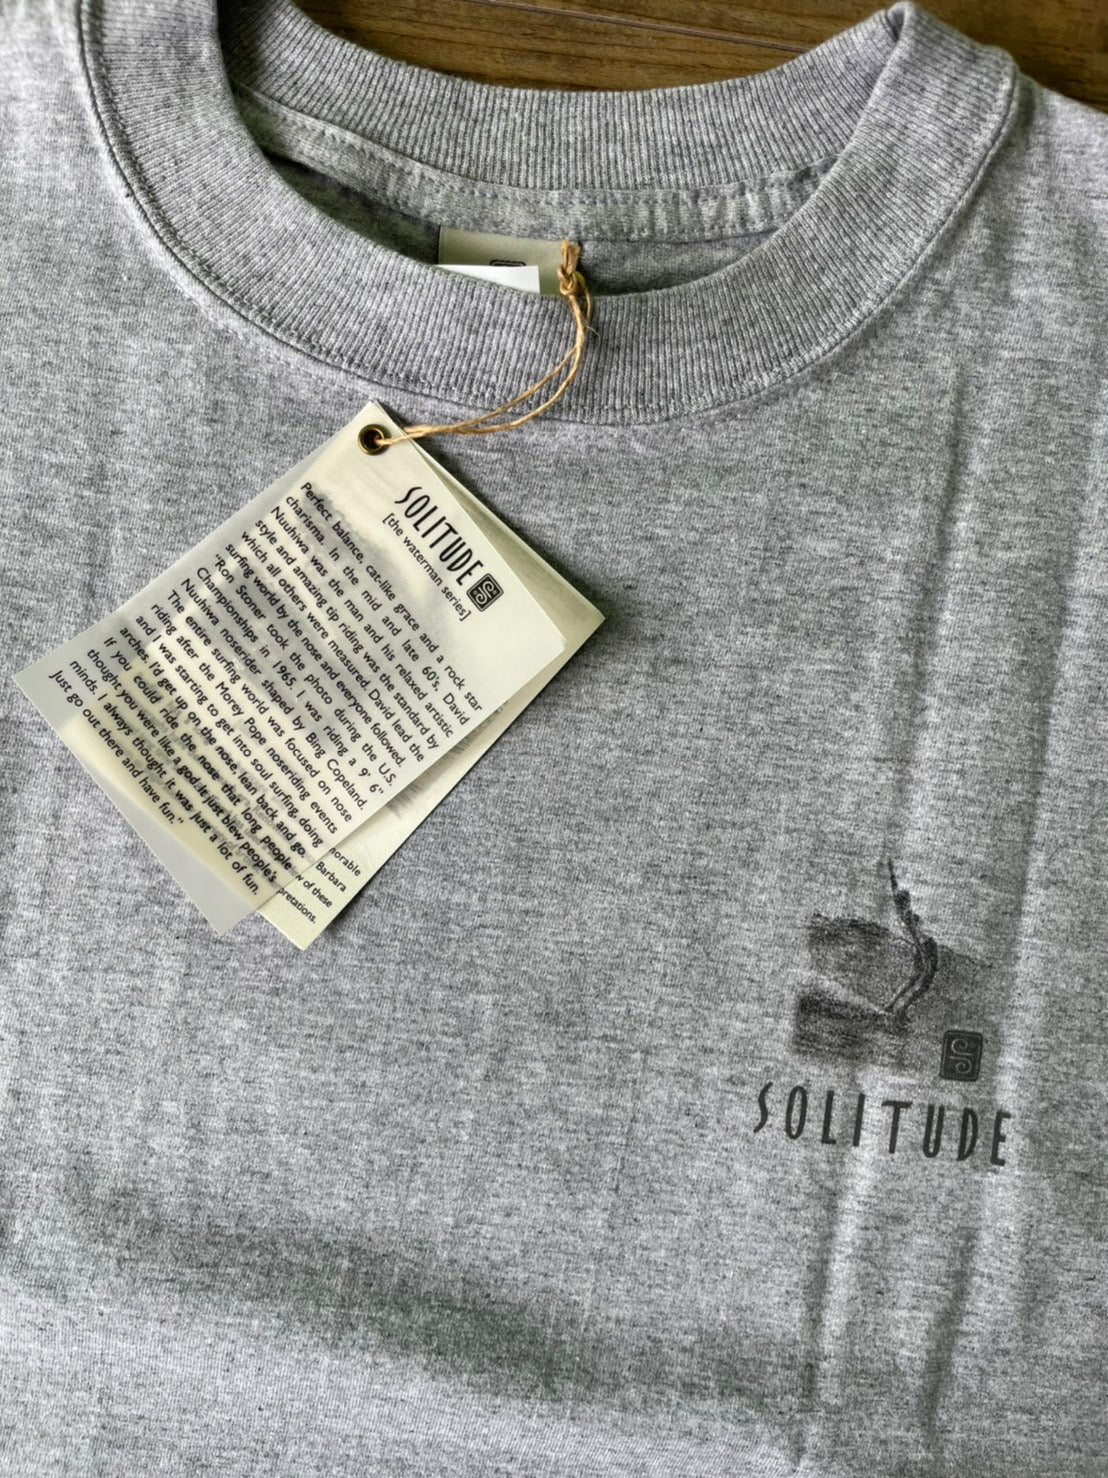 SOLITUDE
[the waterman series]
Perfect balance, cat-like grace and a rock star
charisma. In the mid and late 60's, David
Nuuhiwa was the man and his relaxed artistic
style and amazing tip riding was the standard by
which all others were measured. David lead the
surfing world by the nose and everyone followed.
"Ron Stoner took the photo during the U.S.
Championships in 1965. I was riding a 9' 6"
Nuuhiwa noserider shaped by Bing Copeland.
The entire surfing world was focused on nose
riding after the Morey Pope noseriding events
and I was starting to get into soul surfing, doing
arches. I'd get up on the nose, lean back and go.
If you could ride the nose that long people
thought you were like a god. It just blew people's
minds. I always thought it was just a lot of fun.
Just go out there and have fun."
Barbara
of these
SOLITUDE